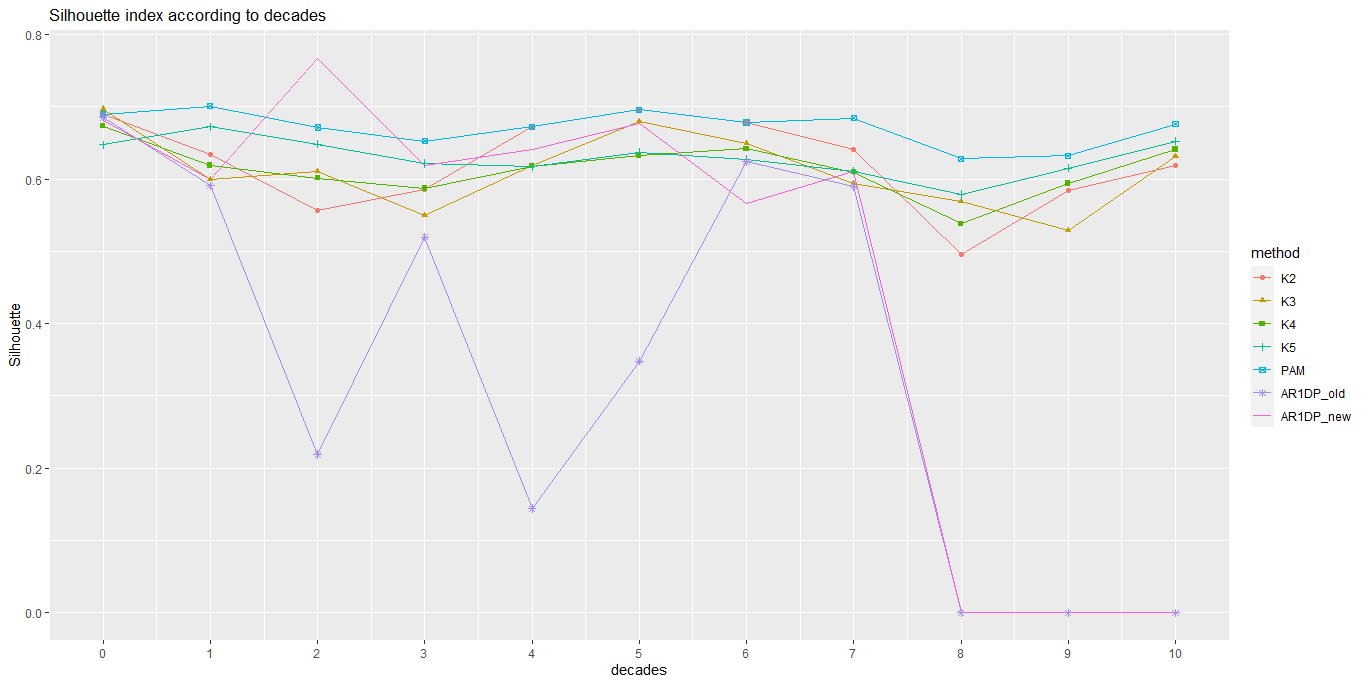 Silhouette index according to decades
0.8
0.6
0.4
0.2
0.0
Silhouette
0 1 2 3 4 5 6 7 8 9 10
decades
method
K2
K3
K4
K5
PAM
AR1DP_old
AR1DP_new